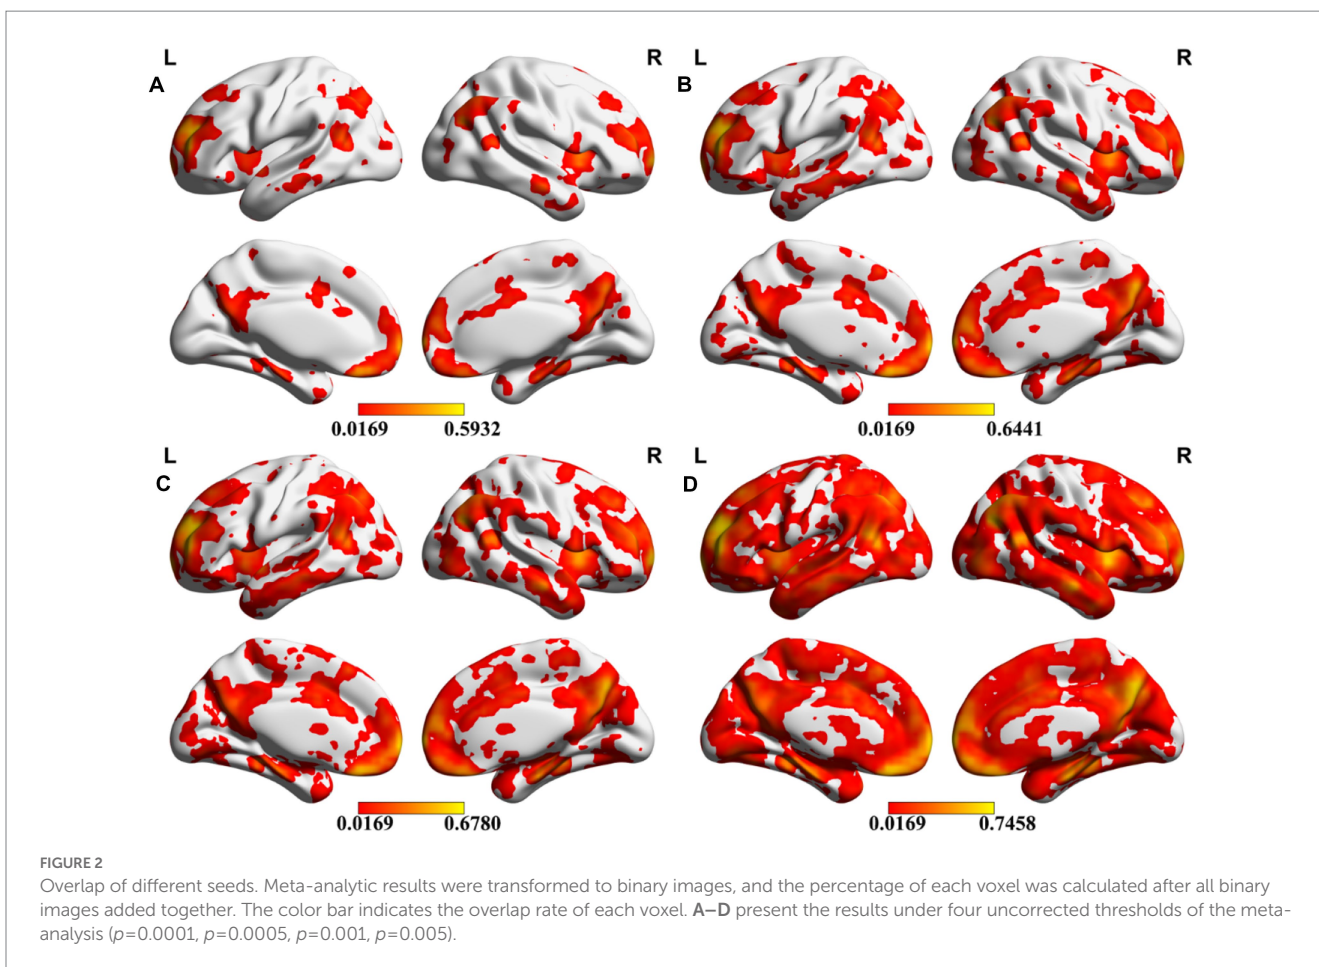 L R L R
A B
0.0169 0.5932 0.0169 0.6441
L R L R
C D
0.0169 0.6780 0.0169 0.7458
FIGURE 2
Overlap of different seeds. Meta-analytic results were transformed to binary images, and the percentage of each voxel was calculated after all binary
images added together. The color bar indicates the overlap rate of each voxel. A–D present the results under four uncorrected thresholds of the meta-
analysis (p=0.0001, p=0.0005, p=0.001, p=0.005).